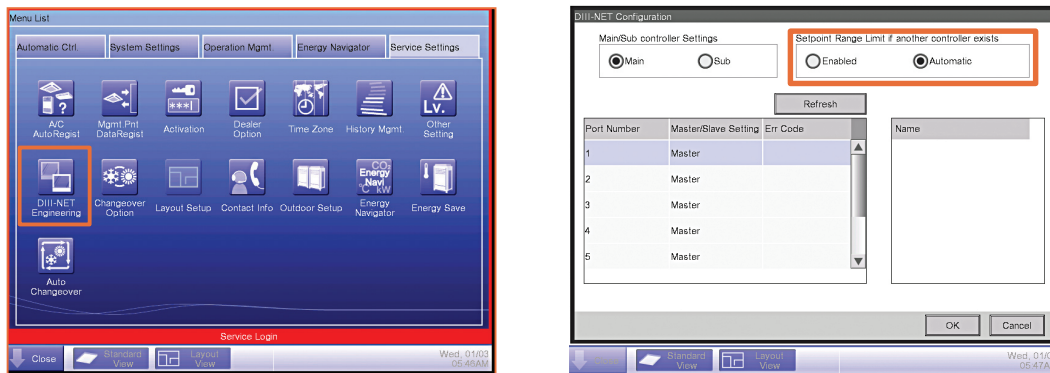 Menu List
Automatic Ctrl.
System Settings
Operation Mgmt.
Energy Navigator
Service Settings
A/C
AutoRegist
Mgmt.Pnt
DataRegist
Activation
Dealer
Option
Time Zone
History Mgmt.
Lv.
Other
Setting
DIII-NET
Engineering
Changeover
Option
Layout Setup
Contact Info
Outdoor Setup
CO2
Energy
Navi
°C kW
Energy
Navigator
Energy Save
Auto
Changeover
Service Login
Close
Standard
View
Layout
View
Wed, 01/03
05:46AM
DIII-NET Configuration
Main/Sub controller Settings
Main
Sub
Setpoint Range Limit if another controller exists
Enabled
Automatic
Refresh
Port Number
Master/Slave Setting
Err Code
Name
1
Master
2
Master
3
Master
4
Master
5
Master
OK
Cancel
Standard
View
Layout
View
Wed, 01/0
05:47A